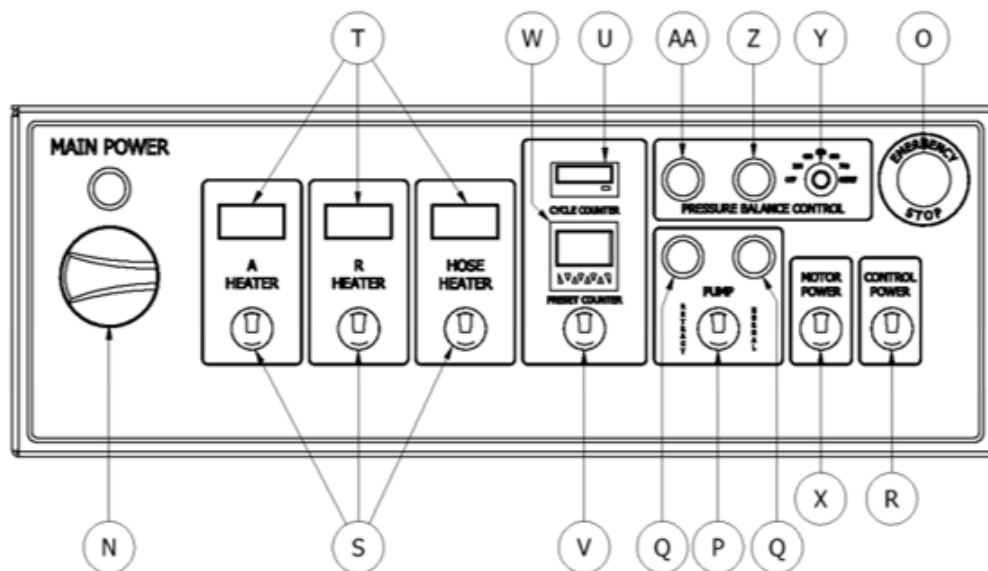 T W U AA Z Y O
MAIN POWER
EMERGENCY
STOP
CYCLE COUNTER
PRESSURE BALANCE CONTROL
A
HEATER
R
HEATER
HOSE
HEATER
PRESET COUNTER
PUMP
RETRACT
MOTOR
POWER
CONTROL
POWER
N S V Q P Q X R